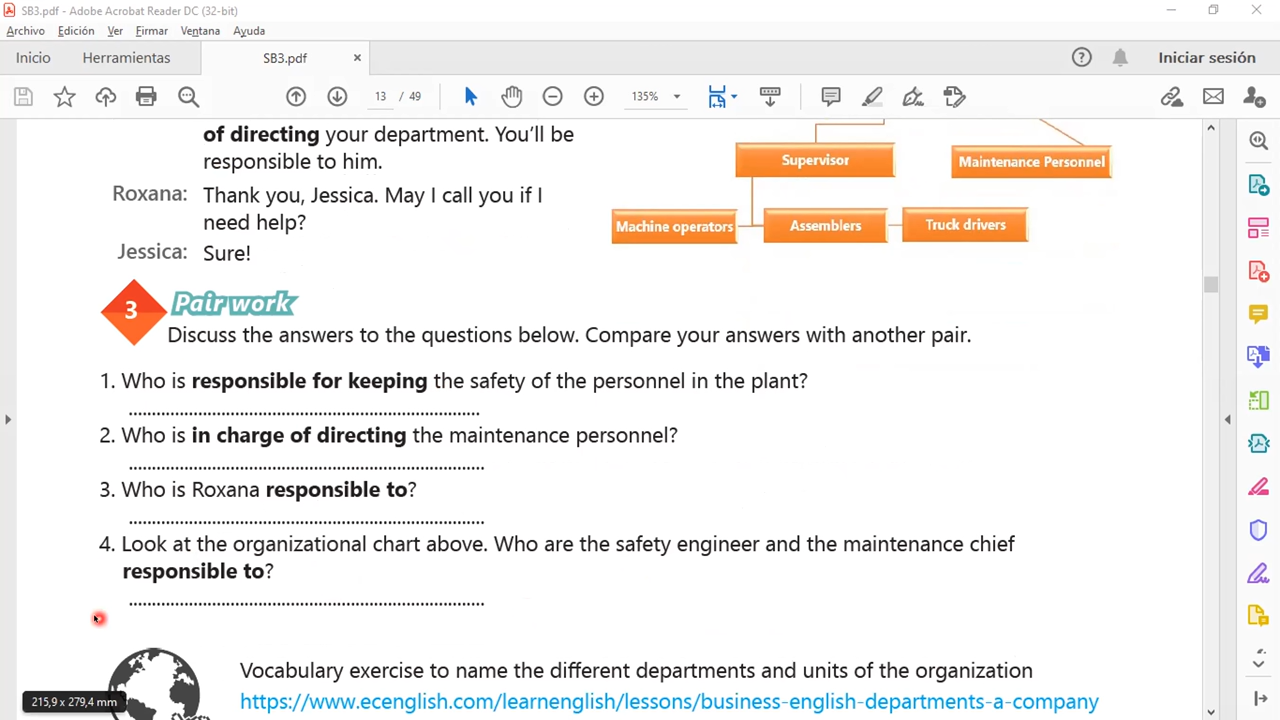 SB3.pdf - Adobe Acrobat Reader DC (32-bit)
Archivo Edición Ver Firmar Ventana Ayuda
Inicio Herramientas SB3.pdf × Iniciar sesión
13 / 49 135%
of directing your department. You’ll be
responsible to him.
Roxana: Thank you, Jessica. May I call you if I
need help?
Jessica: Sure!
Supervisor
Maintenance Personnel
Machine operators
Assemblers
Truck drivers
3 Pair work
Discuss the answers to the questions below. Compare your answers with another pair.
1. Who is responsible for keeping the safety of the personnel in the plant?
............................................................................
2. Who is in charge of directing the maintenance personnel?
.............................................................................
3. Who is Roxana responsible to?
.............................................................................
4. Look at the organizational chart above. Who are the safety engineer and the maintenance chief
responsible to?
.............................................................................
Vocabulary exercise to name the different departments and units of the organization
https://www.ecenglish.com/learnenglish/lessons/business-english-departments-a-company
215,9 x 279,4 mm